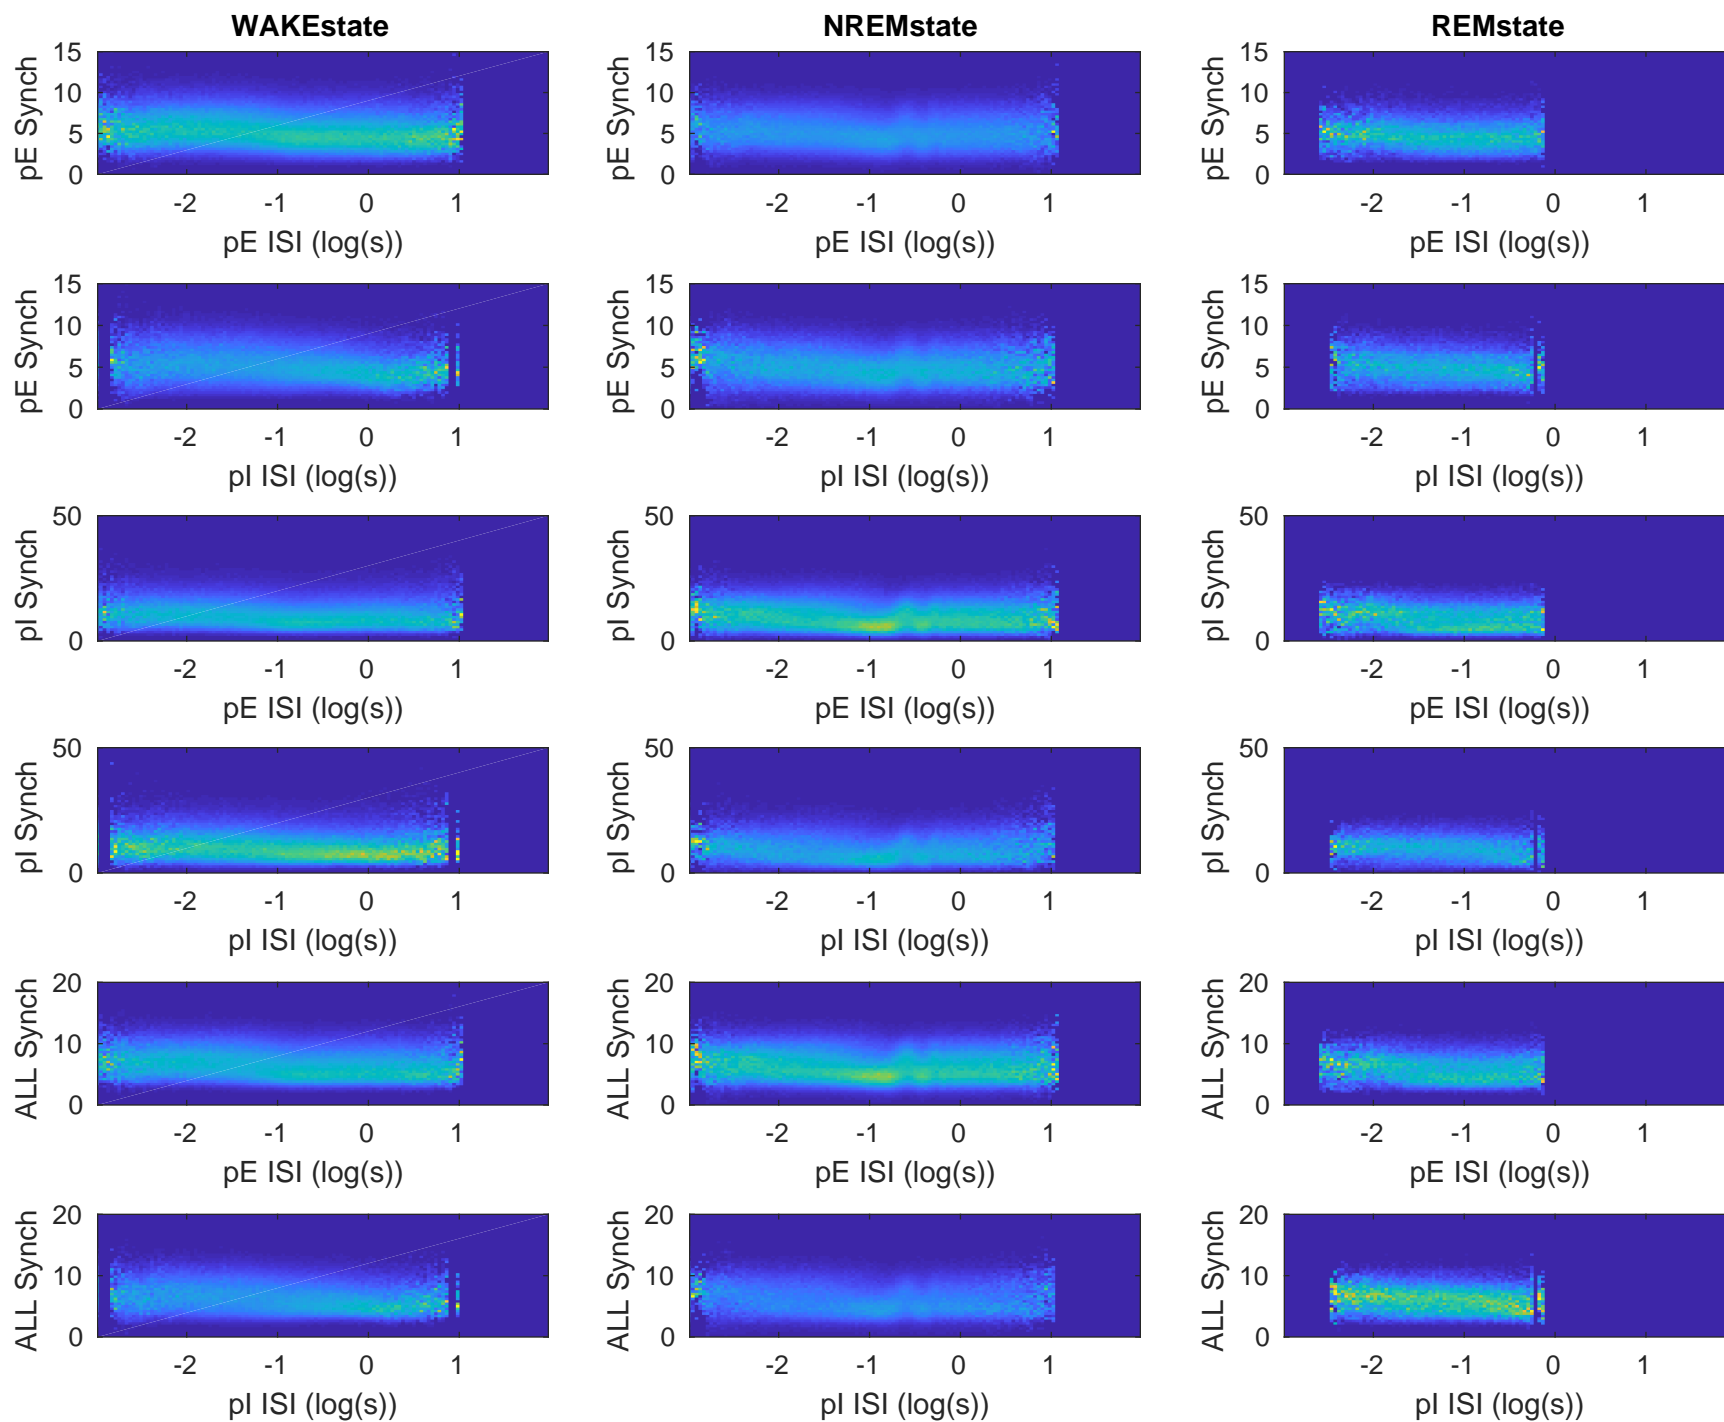 WAKEstate NREMstate REMstate
pE Synch 15 10 5 0 pE Synch 15 10 5 0 pE Synch 15 10 5 0
-2 -1 0 1 -2 -1 0 1 -2 -1 0 1
pE ISI (log(s)) pE ISI (log(s)) pE ISI (log(s))
pE Synch 15 10 5 0 pE Synch 15 10 5 0 pE Synch 15 10 5 0
-2 -1 0 1 -2 -1 0 1 -2 -1 0 1
pI ISI (log(s)) pI ISI (log(s)) pI ISI (log(s))
pI Synch 50 0 pI Synch 50 0 pI Synch 50 0
-2 -1 0 1 -2 -1 0 1 -2 -1 0 1
pE ISI (log(s)) pE ISI (log(s)) pE ISI (log(s))
pI Synch 50 0 pI Synch 50 0 pI Synch 50 0
-2 -1 0 1 -2 -1 0 1 -2 -1 0 1
pI ISI (log(s)) pI ISI (log(s)) pI ISI (log(s))
ALL Synch 20 10 0 ALL Synch 20 10 0 ALL Synch 20 10 0
-2 -1 0 1 -2 -1 0 1 -2 -1 0 1
pE ISI (log(s)) pE ISI (log(s)) pE ISI (log(s))
ALL Synch 20 10 0 ALL Synch 20 10 0 ALL Synch 20 10 0
-2 -1 0 1 -2 -1 0 1 -2 -1 0 1
pI ISI (log(s)) pI ISI (log(s)) pI ISI (log(s))